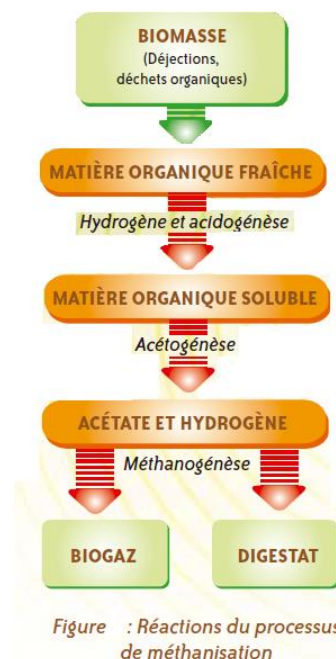 BIOMASSE
(Déjections,
déchets organiques)
MATIÈRE ORGANIQUE FRAÎCHE
Hydrogène et acidogénèse
MATIÈRE ORGANIQUE SOLUBLE
Acétogénèse
ACÉTATE ET HYDROGÈNE
Méthanogénèse
BIOGAZ
DIGESTAT
Figure : Réactions du processus
de méthanisation